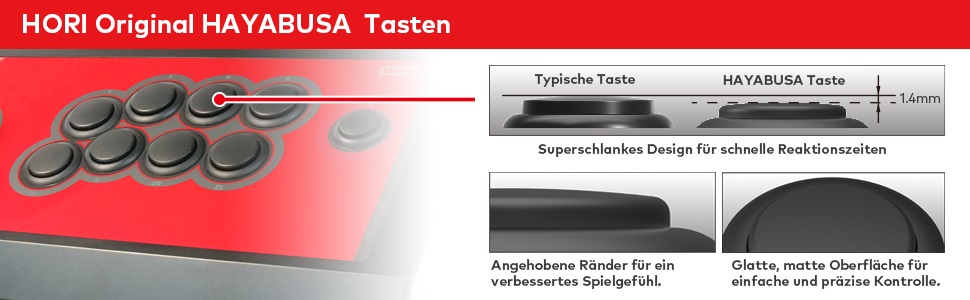 HORI Original HAYABUSA Tasten
Typische Taste
HAYABUSA Taste
1.4mm
Superschlankes Design für schnelle Reaktionszeiten
Angehobene Ränder für ein
verbessertes Spielgefühl.
Glatte, matte Oberfläche für
einfache und präzise Kontrolle.